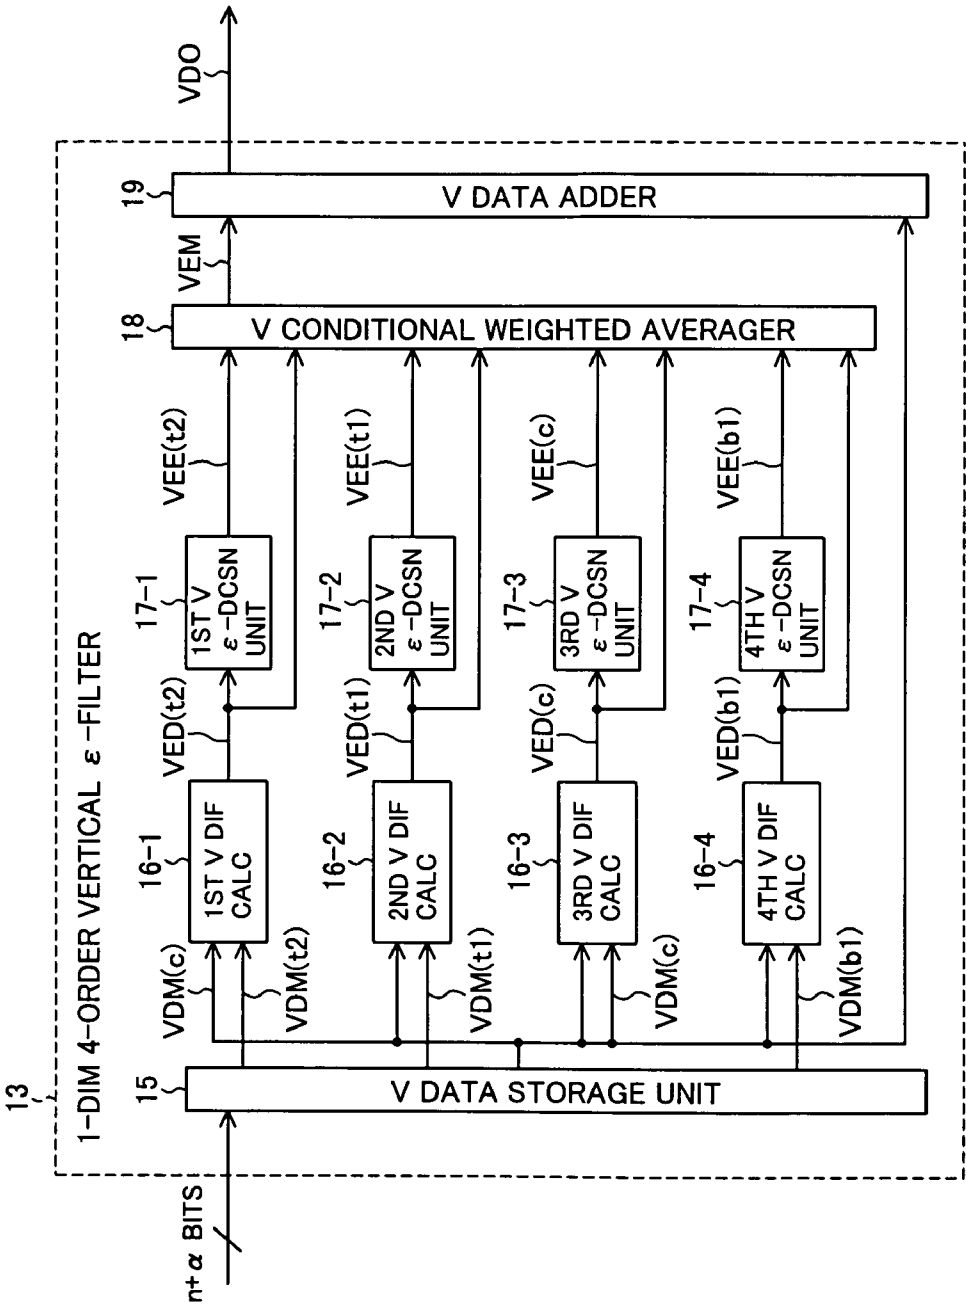 13
1-DIM 4-ORDER VERTICAL ε-FILTER
n+α BITS
15
V DATA STORAGE UNIT
VDM(c)
VDM(t2)
16-1
1ST V DIF
CALC
VED(t2)
17-1
1ST V
ε-DCSN
UNIT
VEE(t2)
VDM(t1)
16-2
2ND V DIF
CALC
VED(t1)
17-2
2ND V
ε-DCSN
UNIT
VEE(t1)
VDM(c)
16-3
3RD V DIF
CALC
VED(c)
17-3
3RD V
ε-DCSN
UNIT
VEE(c)
VDM(b1)
16-4
4TH V DIF
CALC
VED(b1)
17-4
4TH V
ε-DCSN
UNIT
VEE(b1)
18
V CONDITIONAL WEIGHTED AVERAGER
VEM
19
V DATA ADDER
VDO